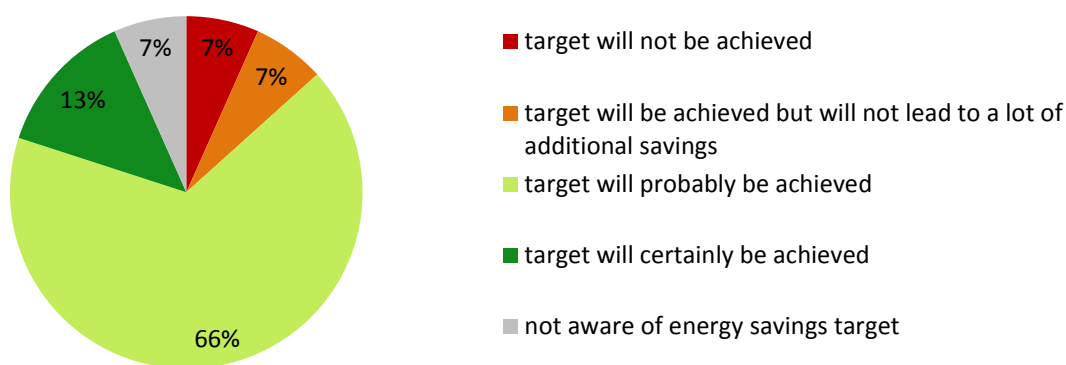 7%
7%
7%
13%
66%
target will not be achieved
target will be achieved but will not lead to a lot of
additional savings
target will probably be achieved
target will certainly be achieved
not aware of energy savings target